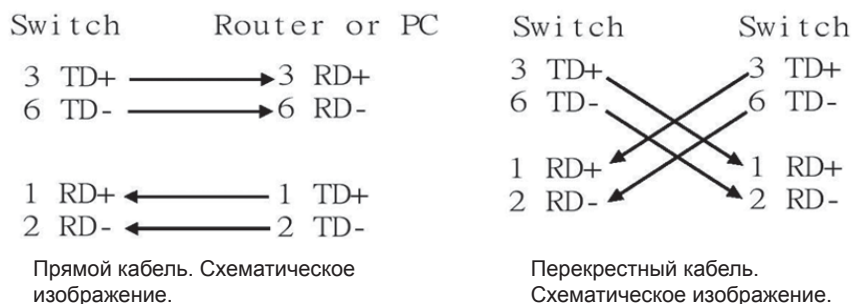 Switch Router or PC
3 TD+ 3 RD+
6 TD- 6 RD-
1 RD+ 1 TD+
2 RD- 2 TD-
Прямой кабель. Схематическое
изображение.
Switch Switch
3 TD+ 3 TD+
6 TD- 6 TD-
1 RD+ 1 RD+
2 RD- 2 RD-
Перекрестный кабель.
Схематическое изображение.